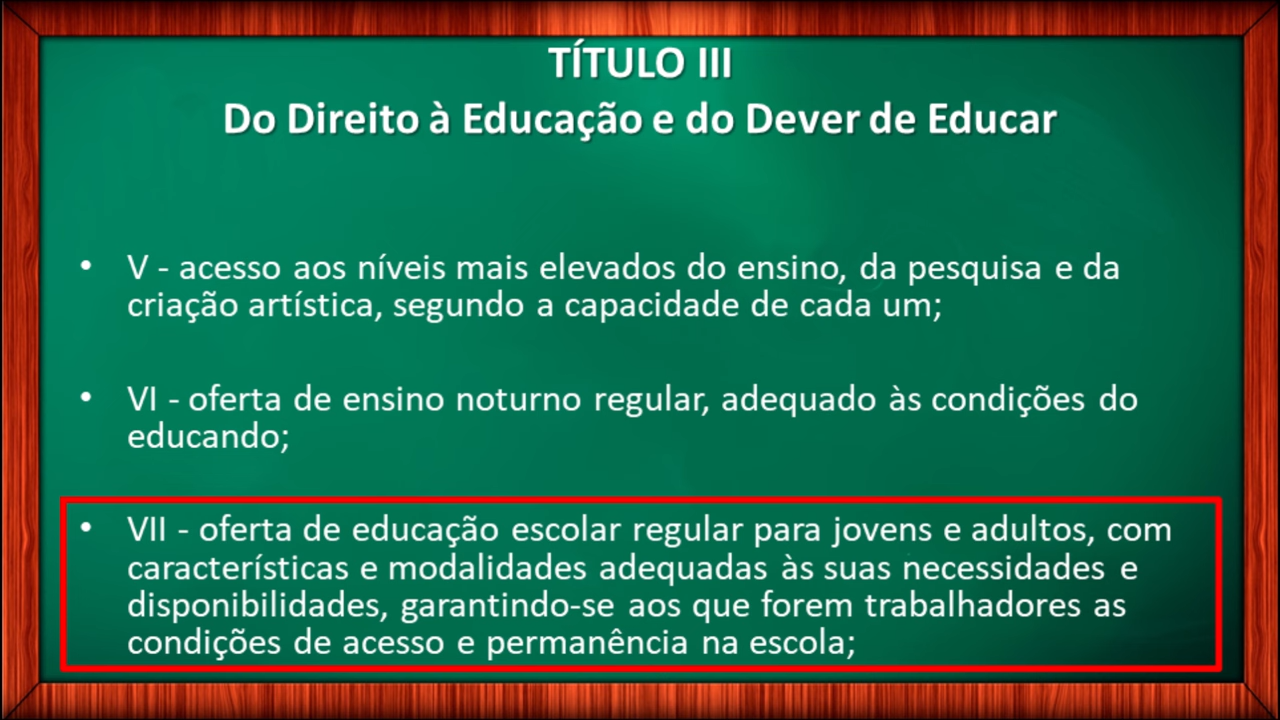 TÍTULO III
Do Direito à Educação e do Dever de Educar
• V - acesso aos níveis mais elevados do ensino, da pesquisa e da
criação artística, segundo a capacidade de cada um;
• VI - oferta de ensino noturno regular, adequado às condições do
educando;
• VII - oferta de educação escolar regular para jovens e adultos, com
características e modalidades adequadas às suas necessidades e
disponibilidades, garantindo-se aos que forem trabalhadores as
condições de acesso e permanência na escola;